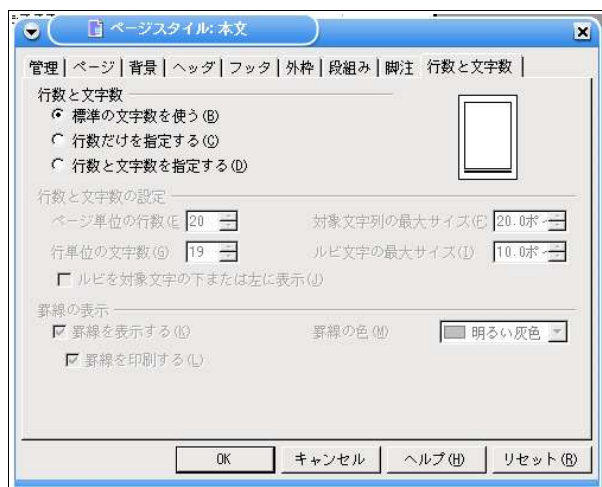 ページスタイル: 本文
管理 ページ 背景 ヘッダ フッタ 外枠 段組み 脚注 行数と文字数
行数と文字数
標準の文字数を使う(B)
行数だけを指定する(C)
行数と文字数を指定する(D)
行数と文字数の設定
ページ単位の行数(E 20 対象文字列の最大サイズ(F 20.0ポ
行単位の文字数(G) 19 ルビ文字の最大サイズ(I) 10.0ポ
ルビを対象文字の下または左に表示(J)
罫線の表示
罫線を表示する(K) 罫線の色(M) 明るい灰色
罫線を印刷する(L)
OK キャンセル ヘルプ(H) リセット(R)